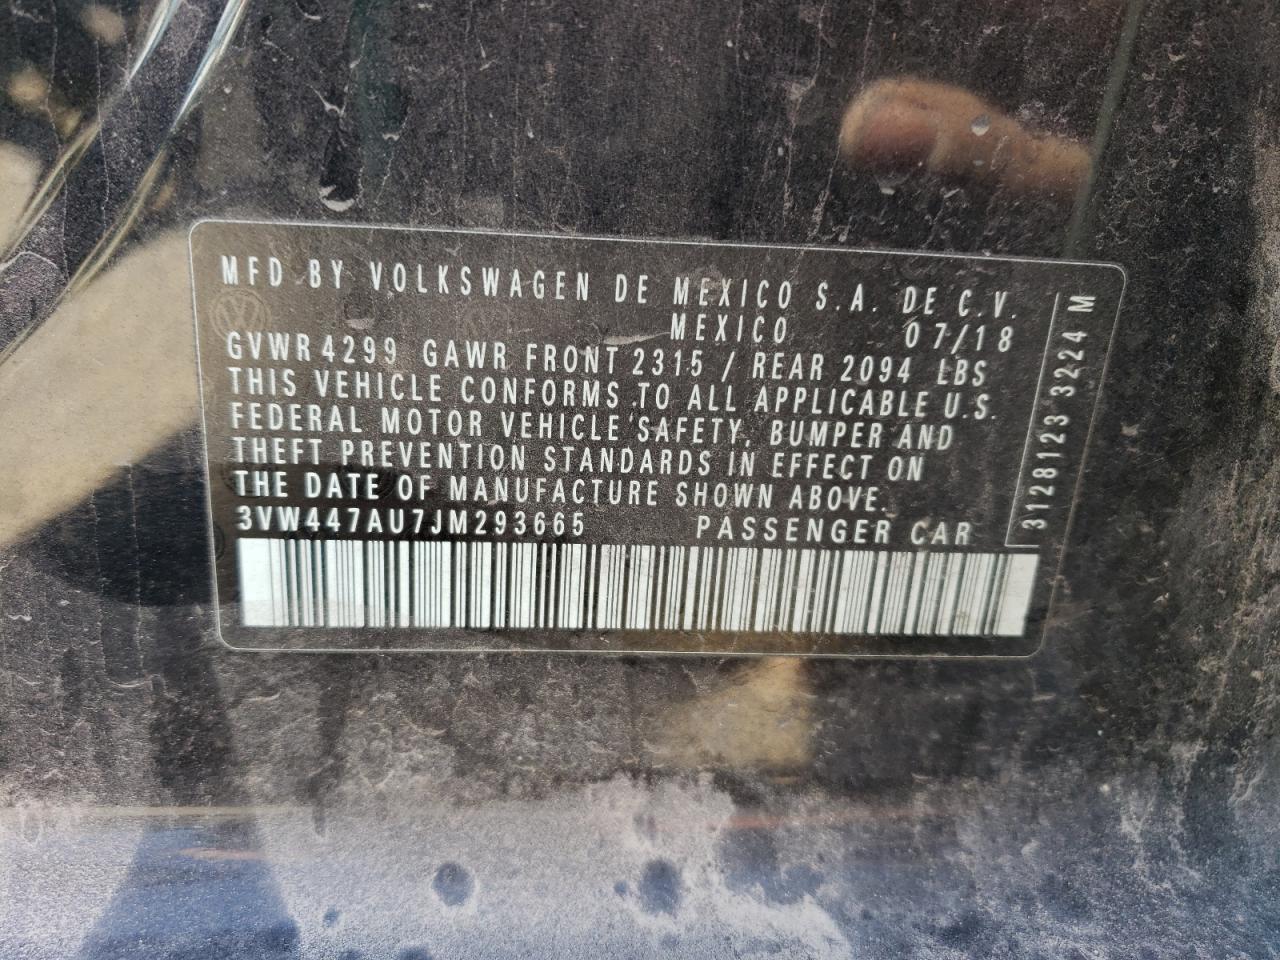 MFD BY VOLKSWAGEN DE MEXICO S.A. DE C.V.
MEXICO 07/18
GVWR 4299 GAWR FRONT 2315 / REAR 2094 LBS
THIS VEHICLE CONFORMS TO ALL APPLICABLE U.S.
FEDERAL MOTOR VEHICLE SAFETY, BUMPER AND
THEFT PREVENTION STANDARDS IN EFFECT ON
THE DATE OF MANUFACTURE SHOWN ABOVE.
3VW447AU7JM293665 PASSENGER CAR
3128123 3224 M